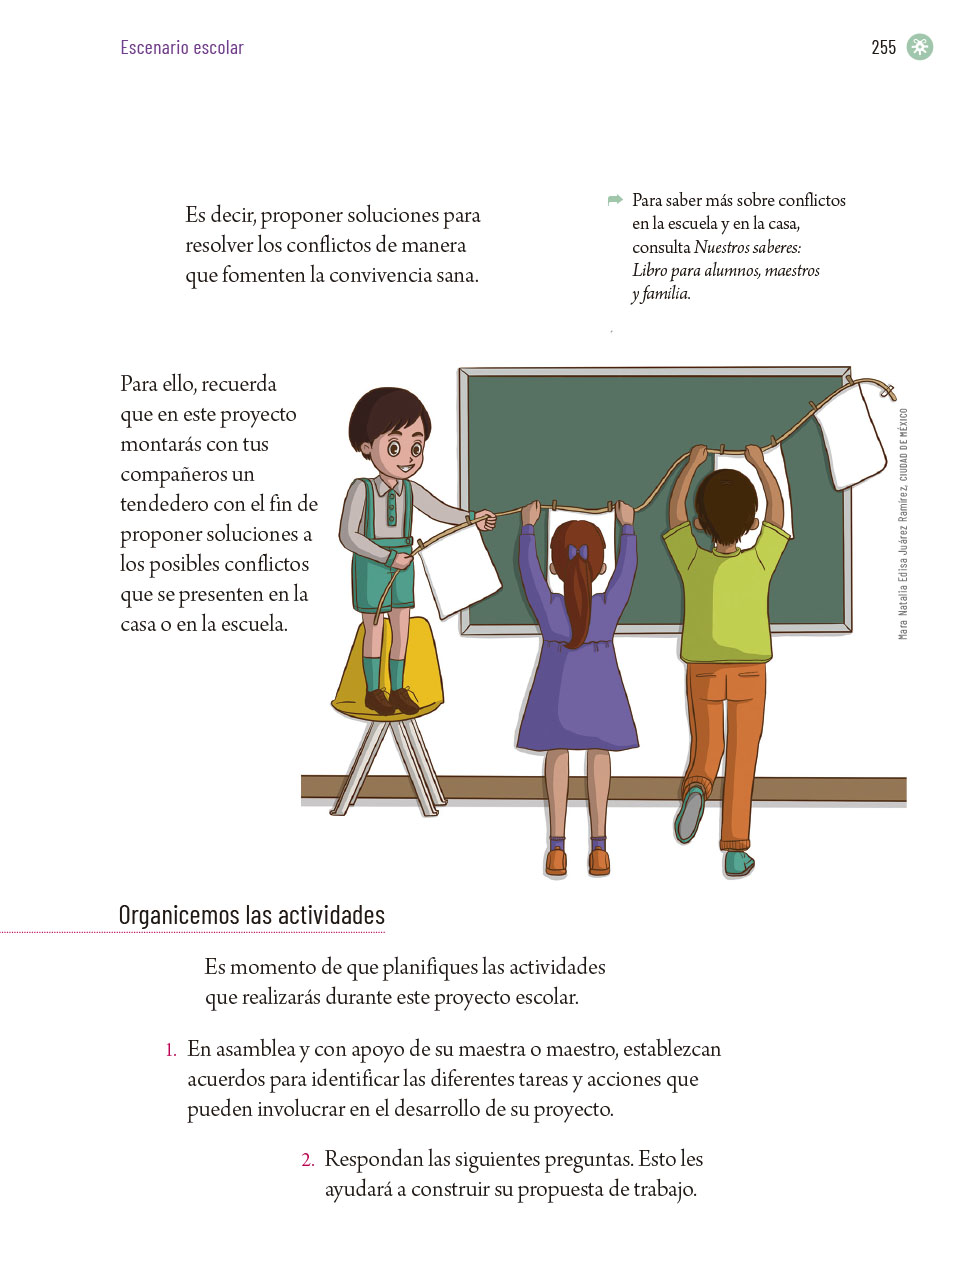 Escenario escolar
255
Es decir, proponer soluciones para
resolver los conflictos de manera
que fomenten la convivencia sana.
Para saber más sobre conflictos
en la escuela y en la casa,
consulta Nuestros saberes:
Libro para alumnos, maestros
y familia.
Para ello, recuerda
que en este proyecto
montarás con tus
compañeros un
tendedero con el fin de
proponer soluciones a
los posibles conflictos
que se presenten en la
casa o en la escuela.
Mara Natalia Edisa Juárez Ramírez, CIUDAD DE MÉXICO
Organicemos las actividades
Es momento de que planifiques las actividades
que realizarás durante este proyecto escolar.
1. En asamblea y con apoyo de su maestra o maestro, establezcan
acuerdos para identificar las diferentes tareas y acciones que
pueden involucrar en el desarrollo de su proyecto.
2. Respondan las siguientes preguntas. Esto les
ayudará a construir su propuesta de trabajo.